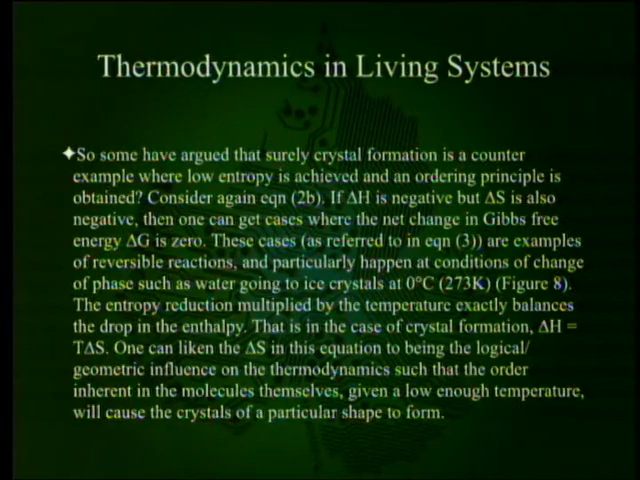 Thermodynamics in Living Systems
✦So some have argued that surely crystal formation is a counter
example where low entropy is achieved and an ordering principle is
obtained? Consider again eqn (2b). If ΔH is negative but ΔS is also
negative, then one can get cases where the net change in Gibbs free
energy ΔG is zero. These cases (as referred to in eqn (3)) are examples
of reversible reactions, and particularly happen at conditions of change
of phase such as water going to ice crystals at 0°C (273K) (Figure 8).
The entropy reduction multiplied by the temperature exactly balances
the drop in the enthalpy. That is in the case of crystal formation, ΔH =
TΔS. One can liken the ΔS in this equation to being the logical/
geometric influence on the thermodynamics such that the order
inherent in the molecules themselves, given a low enough temperature,
will cause the crystals of a particular shape to form.